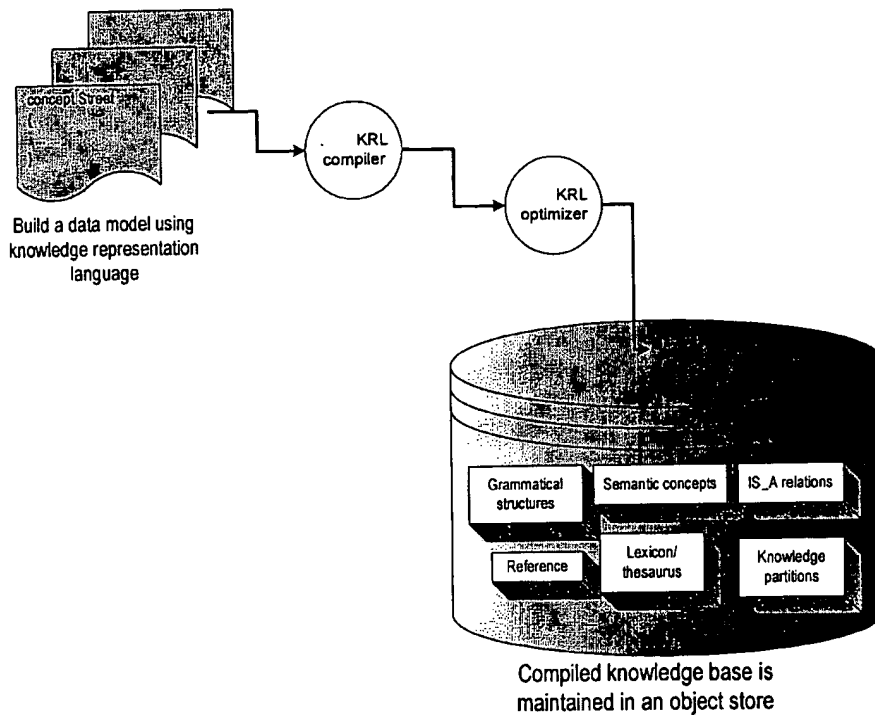 concept Street
{
}
Build a data model using
knowledge representation
language
KRL
compiler
KRL
optimizer
Grammatical
structures
Semantic concepts
IS_A relations
Reference
Lexicon/
thesaurus
Knowledge
partitions
Compiled knowledge base is
maintained in an object store